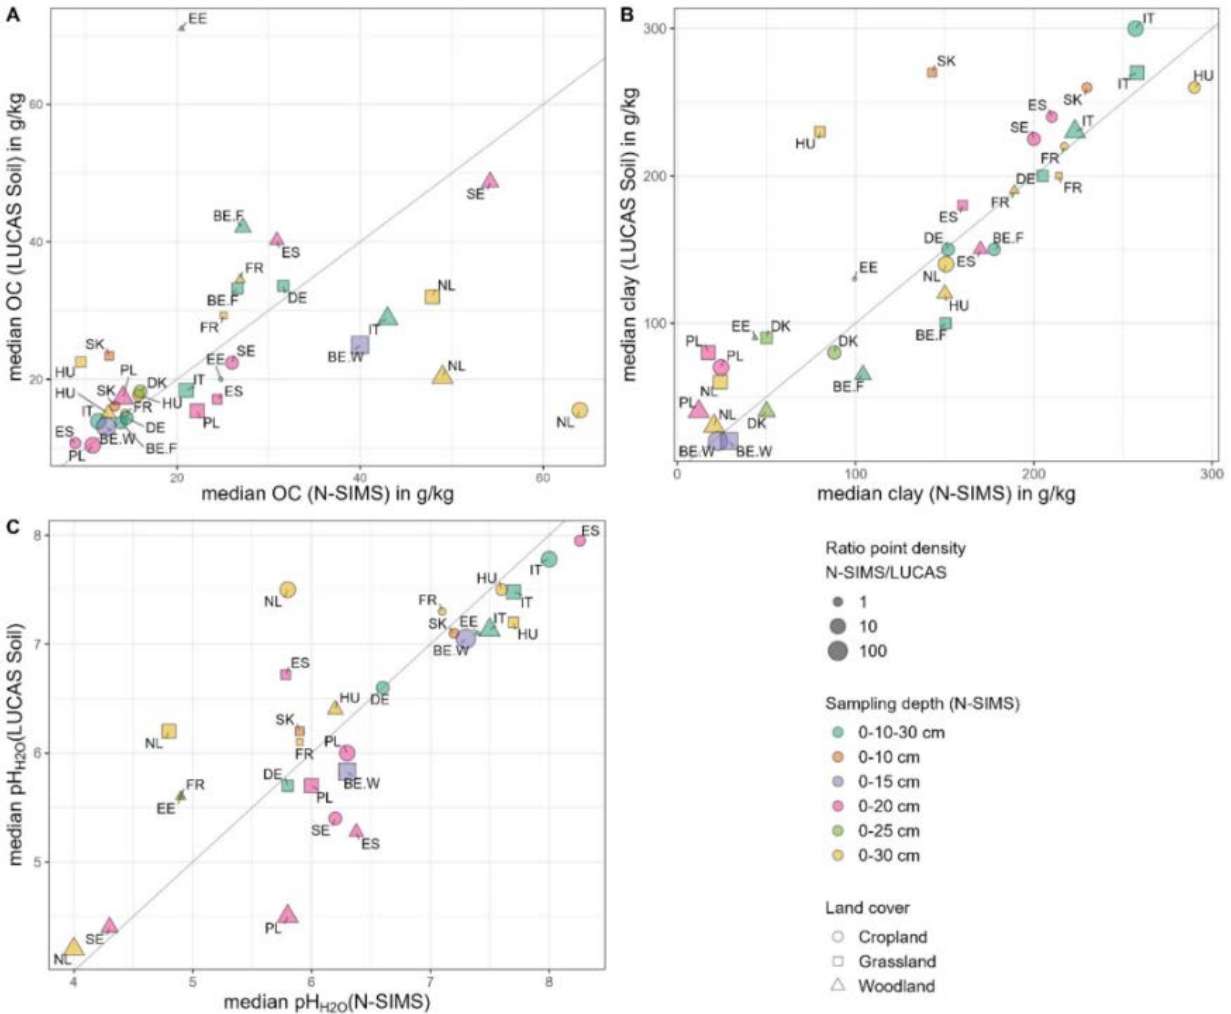 A
median OC (LUCAS Soil) in g/kg
60
40
20
EE
SE
BE.F
ES
FR
BE.F
DE
FR
NL
IT
BE.W
SK
HU
SE
EE
NL
PL
DK
IT
ES
HU
SK
FR
HU
PL
NL
IT
DE
ES
BE.W
BE.F
PL
20
40
60
median OC (N-SIMS) in g/kg
B
median clay (LUCAS Soil) in g/kg
300
200
100
IT
SK
IT
HU
SK
ES
IT
SE
HU
FR
DE
FR
FR
ES
DE
BE.F
ES
EE
NL
HU
EE
DK
BE.F
DK
PL
PL
BE.F
NL
PL
NL
DK
BE.W
BE.W
0
100
200
300
median clay (N-SIMS) in g/kg
C
median pHH2O(LUCAS Soil)
8
7
6
5
ES
IT
HU
IT
NL
FR
SK
EE
IT
HU
BE.W
ES
HU
DE
SK
NL
FR
PL
DE
BE.W
FR
PL
EE
SE
ES
PL
SE
NL
4
5
6
7
8
median pHH2O(N-SIMS)
Ratio point density
N-SIMS/LUCAS
1
10
100
Sampling depth (N-SIMS)
0-10-30 cm
0-10 cm
0-15 cm
0-20 cm
0-25 cm
0-30 cm
Land cover
Cropland
Grassland
Woodland